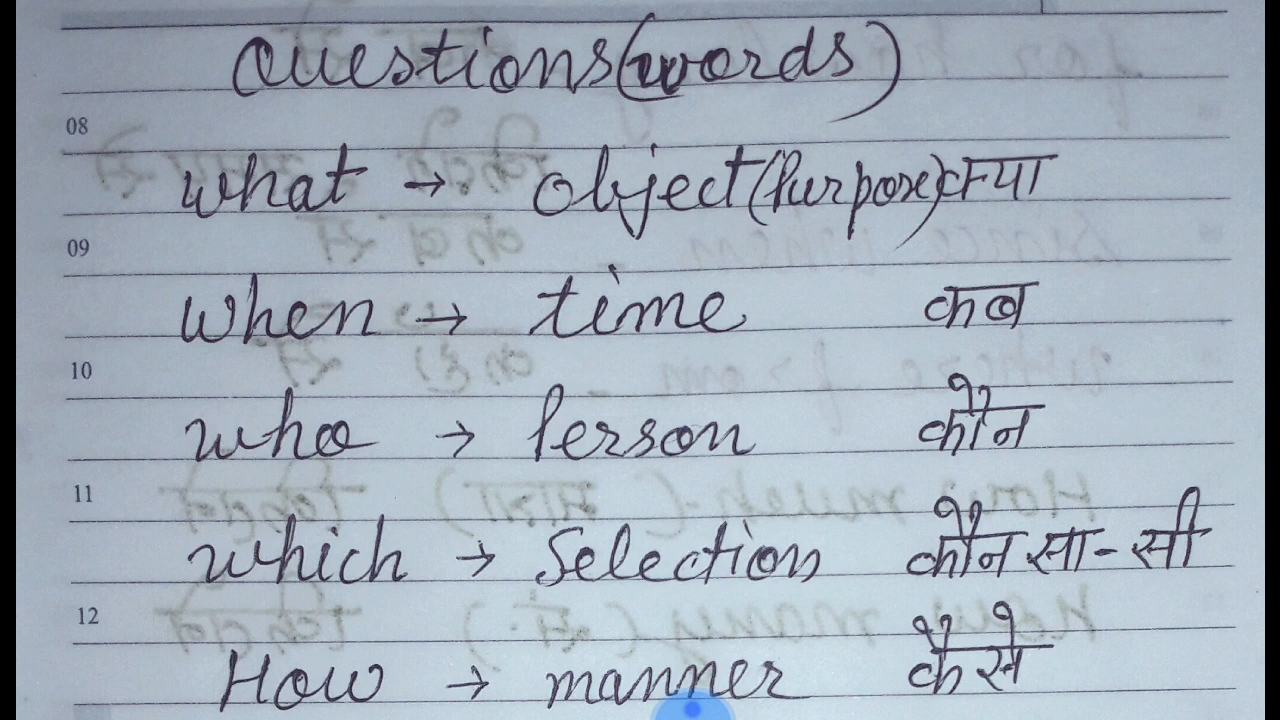 Questions(words)
08
what → object(Purpose)क्या
09
when → time कब
10
who → Person कौन
11
which → Selection कौन सा-सी
12
How → manner कैसे